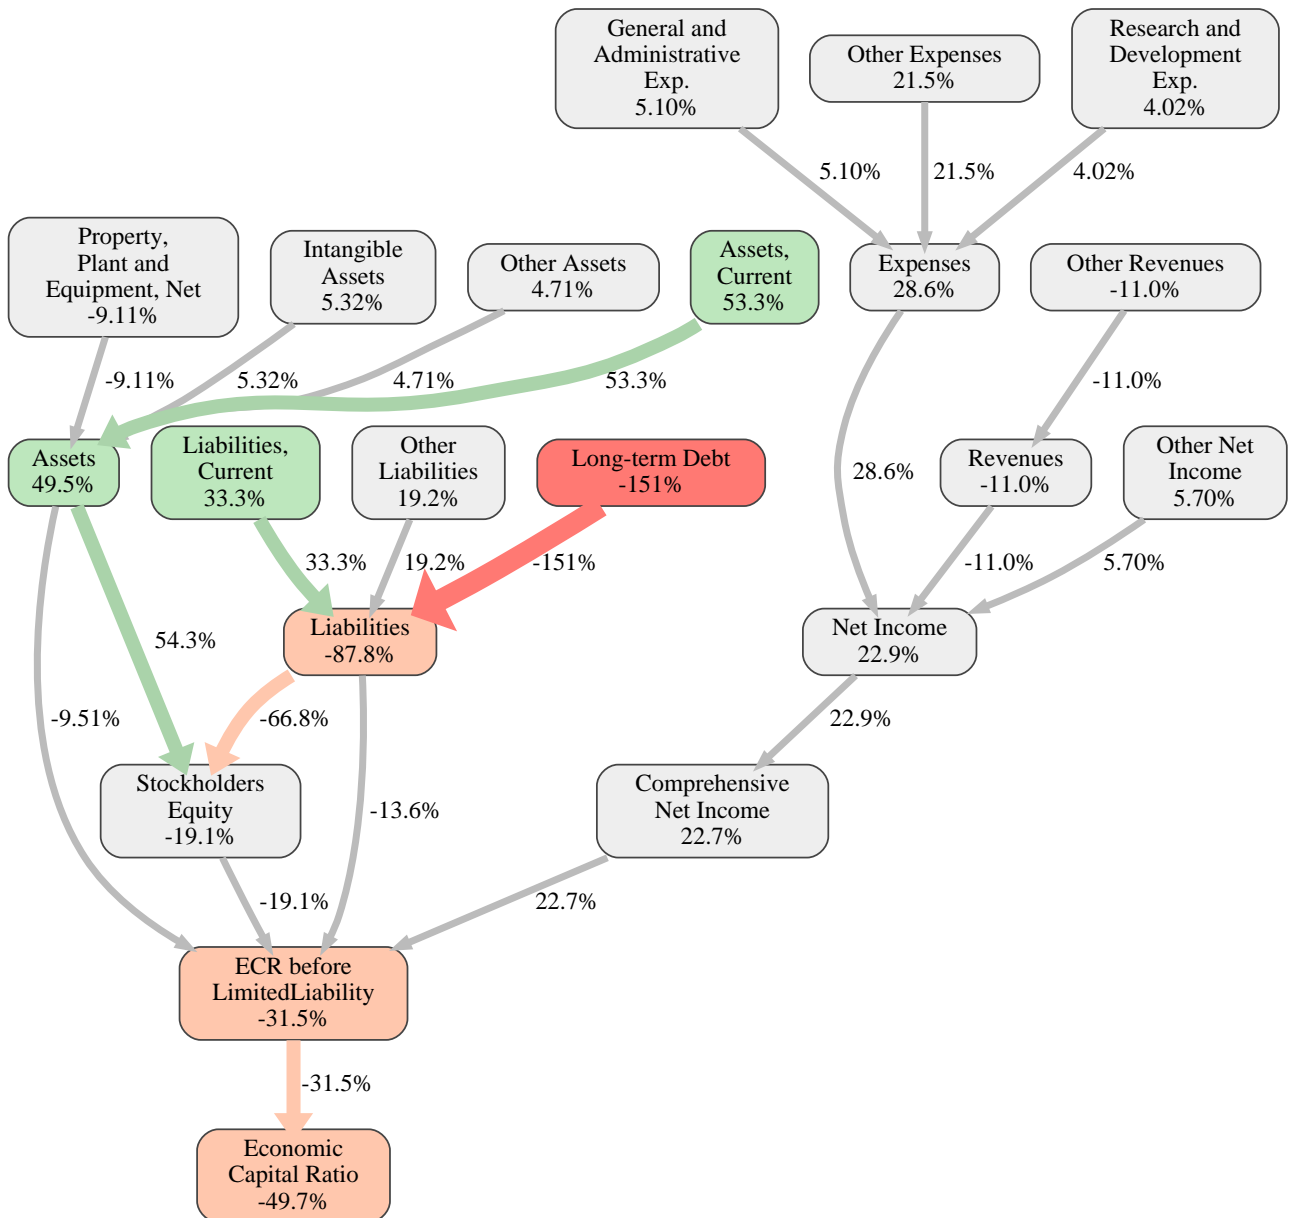 General and
Administrative
Exp.
5.10%
Other Expenses
21.5%
Research and
Development
Exp.
4.02%
5.10%
21.5%
4.02%
Property,
Plant and
Equipment, Net
-9.11%
Intangible
Assets
5.32%
Other Assets
4.71%
Assets,
Current
53.3%
Expenses
28.6%
Other Revenues
-11.0%
-9.11%
5.32%
4.71%
53.3%
-11.0%
Assets
49.5%
Liabilities,
Current
33.3%
Other
Liabilities
19.2%
Long-term Debt
-151%
28.6%
Revenues
-11.0%
Other Net
Income
5.70%
33.3%
19.2%
-151%
-11.0%
5.70%
54.3%
Liabilities
-87.8%
Net Income
22.9%
-9.51%
-66.8%
22.9%
Stockholders
Equity
-19.1%
-13.6%
Comprehensive
Net Income
22.7%
-19.1%
22.7%
ECR before
LimitedLiability
-31.5%
-31.5%
Economic
Capital Ratio
-49.7%